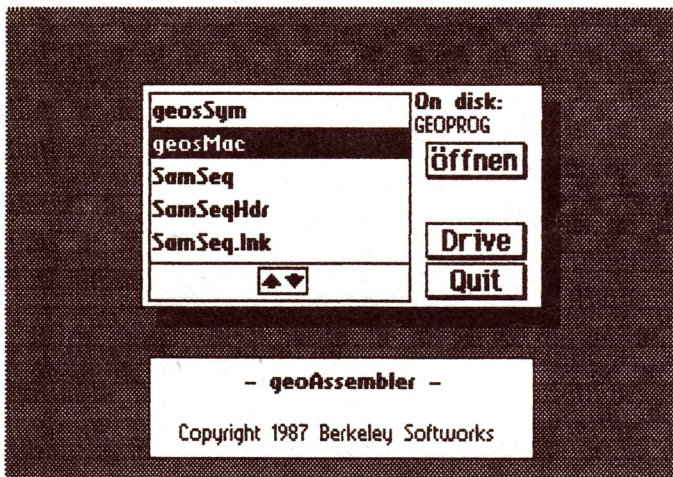 geosSym
geosMac
SamSeq
SamSeqHdr
SamSeq.lnk
On disk:
GEOPROG
öffnen
Drive
Quit
- geoAssembler -
Copyright 1987 Berkeley Softworks